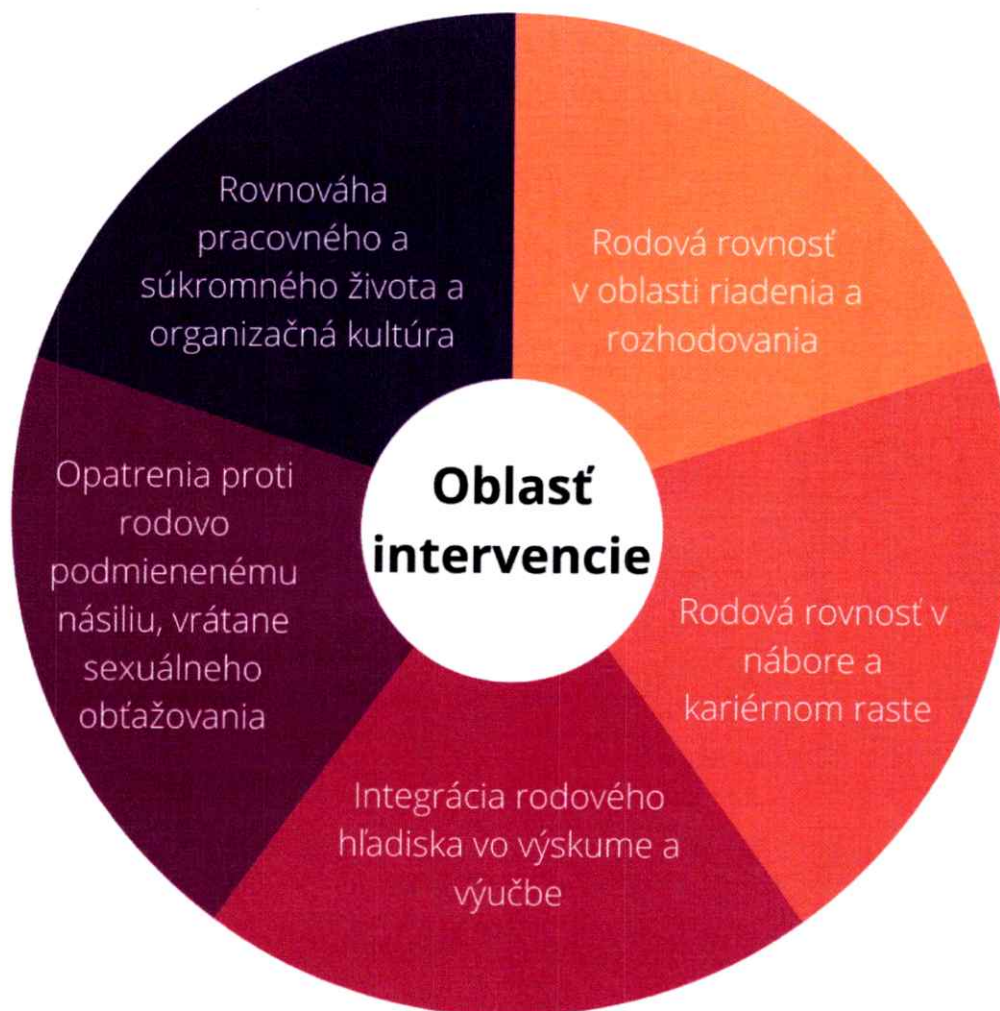 Oblasť
intervencie
Rodová rovnosť
v oblasti riadenia a
rozhodovania
Rodová rovnosť v
nábore a
kariérnom raste
Integrácia rodového
hľadiska vo výskume a
výučbe
Opatrenia proti
rodovo
podmienenému
násiliu, vrátane
sexuálneho
obťažovania
Rovnováha
pracovného a
súkromného života a
organizačná kultúra